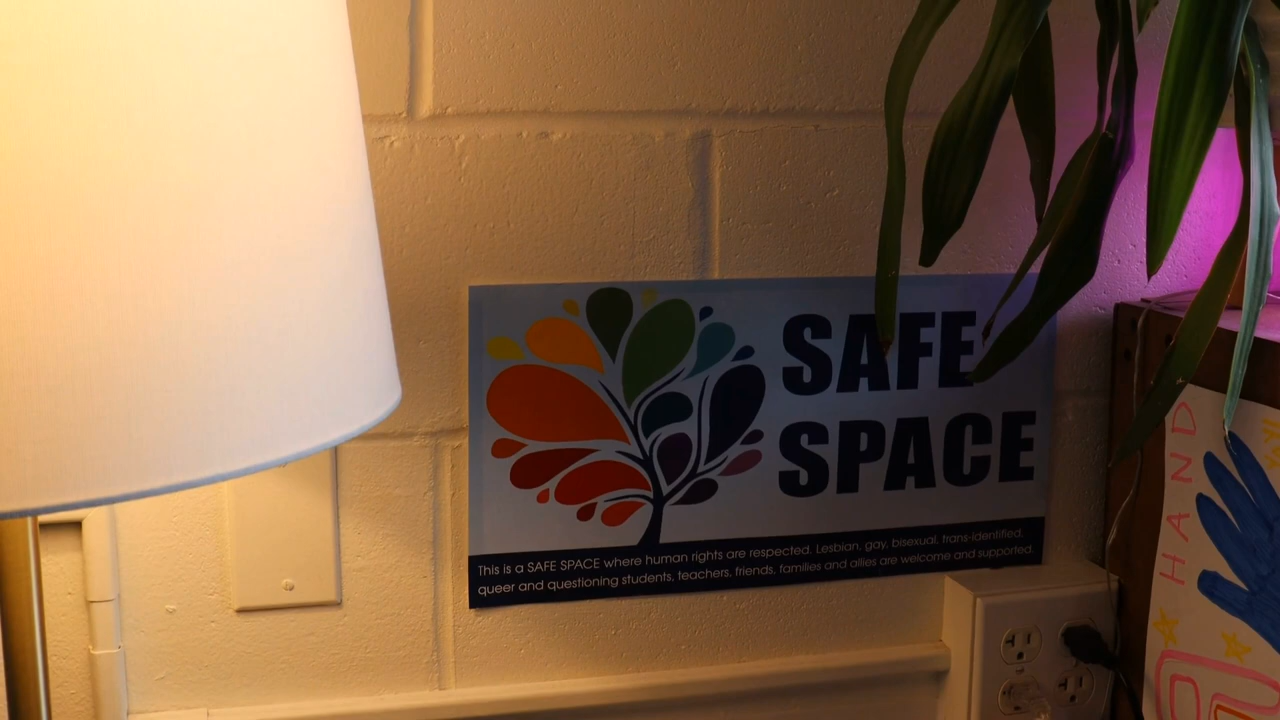 SAFE
SPACE
This is a SAFE SPACE where human rights are respected. Lesbian, gay, bisexual, trans-identified,
queer and questioning students, teachers, friends, families and allies are welcome and supported.
HAND